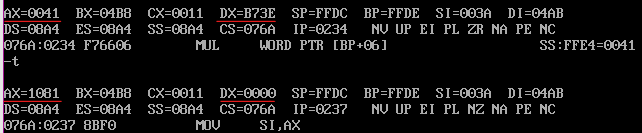 AX=0041 BX=04B8 CX=0011 DX=B73E SP=FFDC BP=FFDE SI=003A DI=04AB
DS=08A4 ES=08A4 SS=08A4 CS=076A IP=0234 NV UP EI PL ZR NA PE NC
076A:0234 F76606 MUL WORD PTR [BP+06] SS:FFE4=0041
-t
AX=1081 BX=04B8 CX=0011 DX=0000 SP=FFDC BP=FFDE SI=003A DI=04AB
DS=08A4 ES=08A4 SS=08A4 CS=076A IP=0237 NV UP EI PL NZ NA PE NC
076A:0237 8BF0 MOV SI,AX